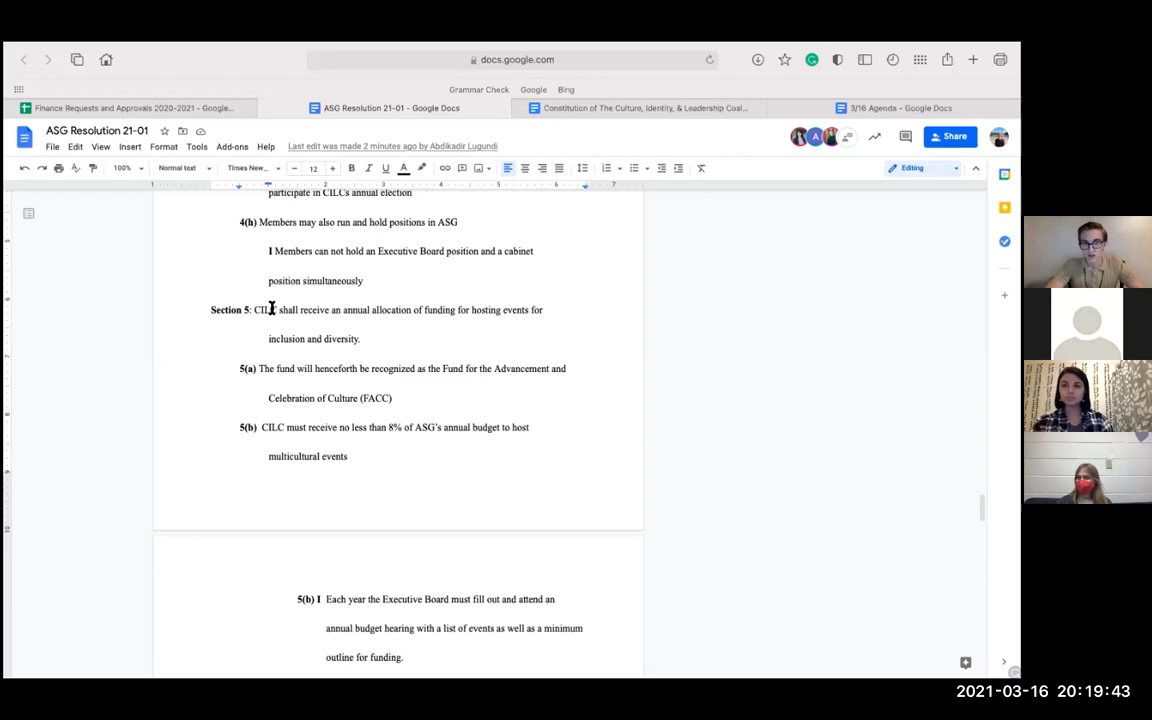 docs.google.com
Grammar Check Google Bing
Finance Requests and Approvals 2020-2021 - Google...
ASG Resolution 21-01 - Google Docs
Constitution of The Culture, Identity, & Leadership Coal...
3/16 Agenda - Google Docs
ASG Resolution 21-01
File Edit View Insert Format Tools Add-ons Help Last edit was made 2 minutes ago by Abdikadir Lugundi
A
Share
100% Normal text Times New... 12 B I U A Editing
1 1 2 3 4 5 6 7
participate in CILCs annual election
4(h) Members may also run and hold positions in ASG
I Members can not hold an Executive Board position and a cabinet
position simultaneously
Section 5: CILC shall receive an annual allocation of funding for hosting events for
inclusion and diversity.
5(a) The fund will henceforth be recognized as the Fund for the Advancement and
Celebration of Culture (FACC)
5(b) CILC must receive no less than 8% of ASG's annual budget to host
multicultural events
5(b) I Each year the Executive Board must fill out and attend an
annual budget hearing with a list of events as well as a minimum
outline for funding.
2021-03-16 20:19:43